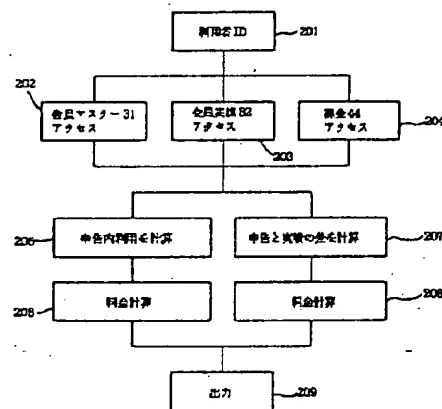 利用者ID
201
202
会員マスター31
アクセス
会員実績32
アクセス
203
課金44
アクセス
204
205
申告内利用を計算
申告と実績の差を計算
207
料金計算
208
料金計算
208
出力
209